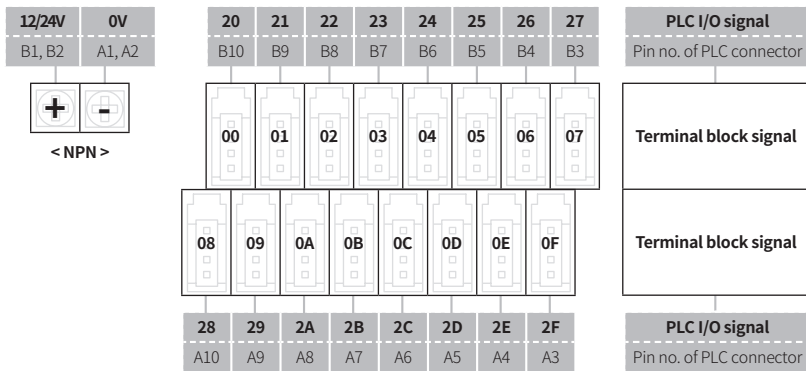 12/24V 0V 20 21 22 23 24 25 26 27 PLC I/O signal
B1, B2 A1, A2 B10 B9 B8 B7 B6 B5 B4 B3 Pin no. of PLC connector
+ -
00 01 02 03 04 05 06 07 Terminal block signal
< NPN >
08 09 0A 0B 0C 0D 0E 0F Terminal block signal
28 29 2A 2B 2C 2D 2E 2F PLC I/O signal
A10 A9 A8 A7 A6 A5 A4 A3 Pin no. of PLC connector